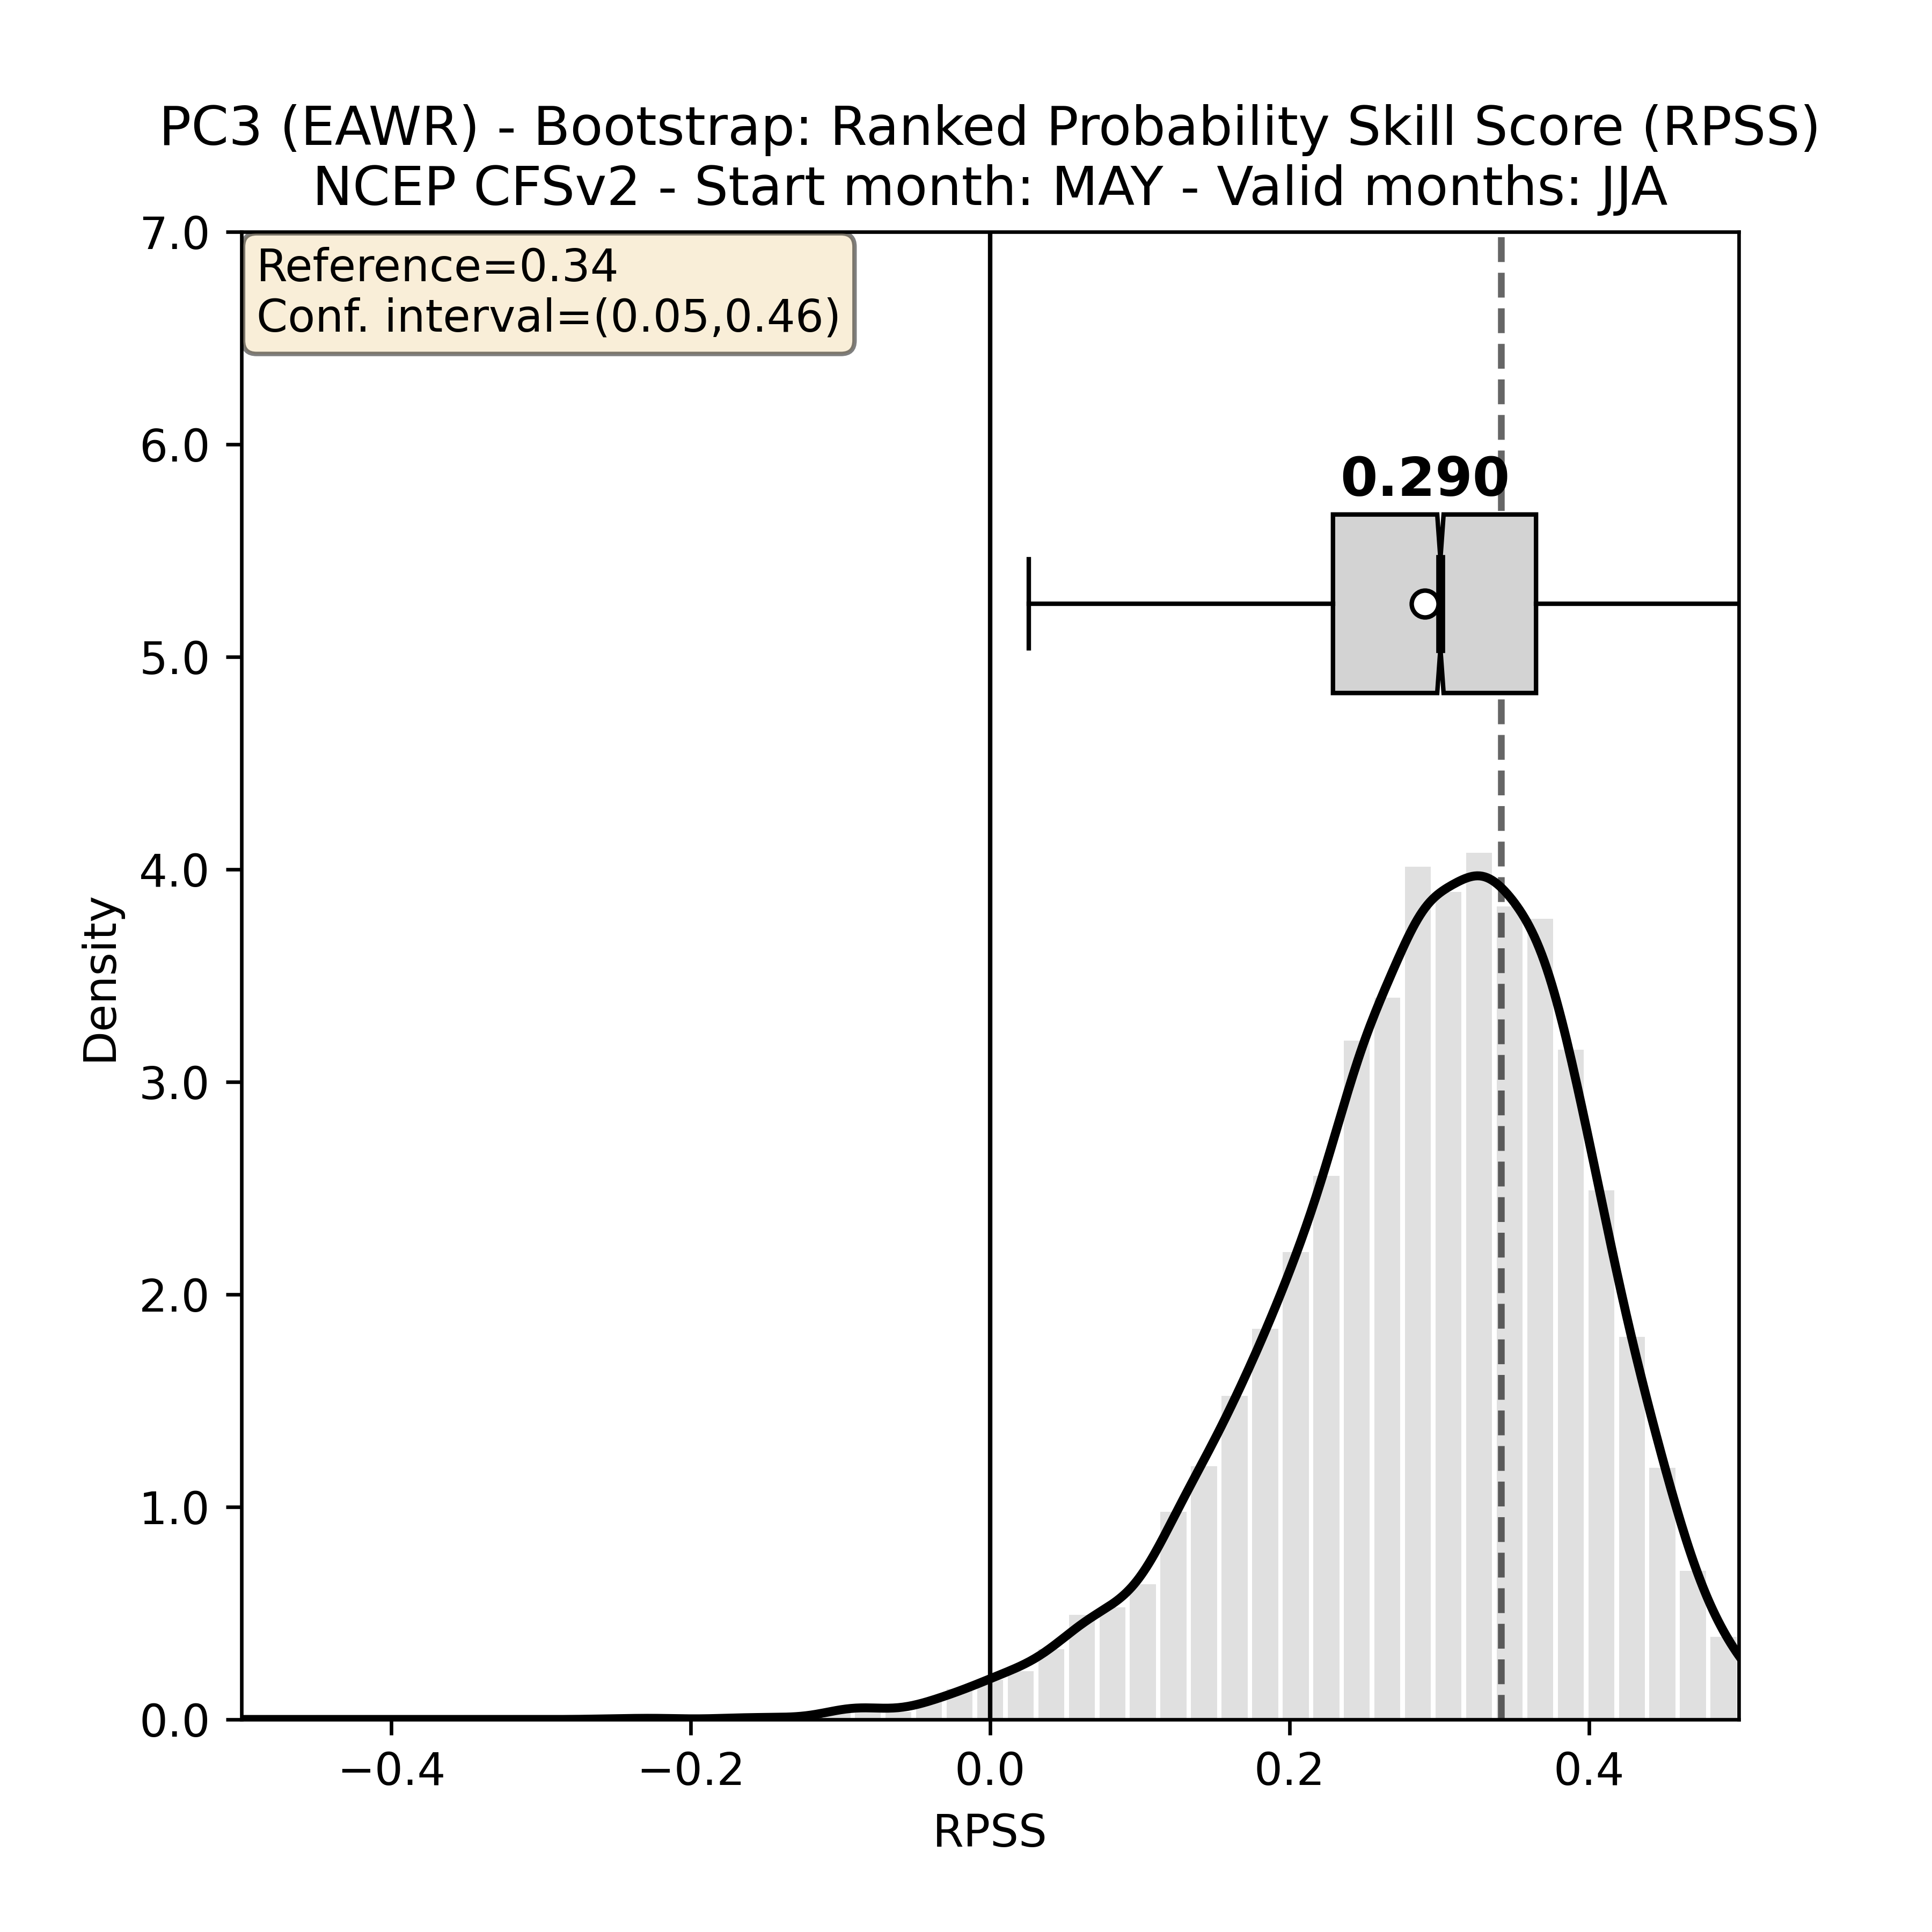 PC3 (EAWR) - Bootstrap: Ranked Probability Skill Score (RPSS)
NCEP CFSv2 - Start month: MAY - Valid months: JJA
Reference=0.34
Conf. interval=(0.05,0.46)
0.290
7.0
6.0
5.0
4.0
3.0
2.0
1.0
0.0
Density
−0.4
−0.2
0.0
0.2
0.4
RPSS